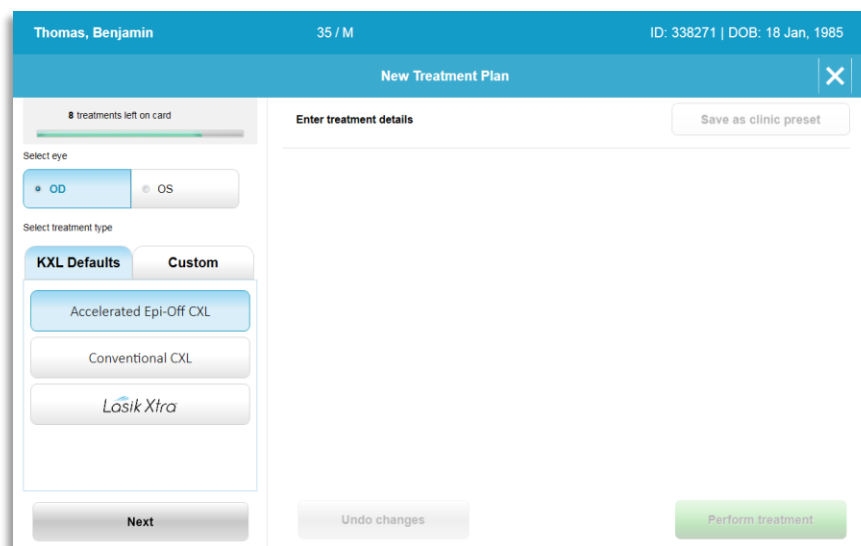 Thomas, Benjamin 35 / M ID: 338271 | DOB: 18 Jan, 1985
New Treatment Plan
8 treatments left on card
Enter treatment details
Save as clinic preset
Select eye
OD
OS
Select treatment type
KXL Defaults
Custom
Accelerated Epi-Off CXL
Conventional CXL
Lasik Xtra
Next
Undo changes
Perform treatment